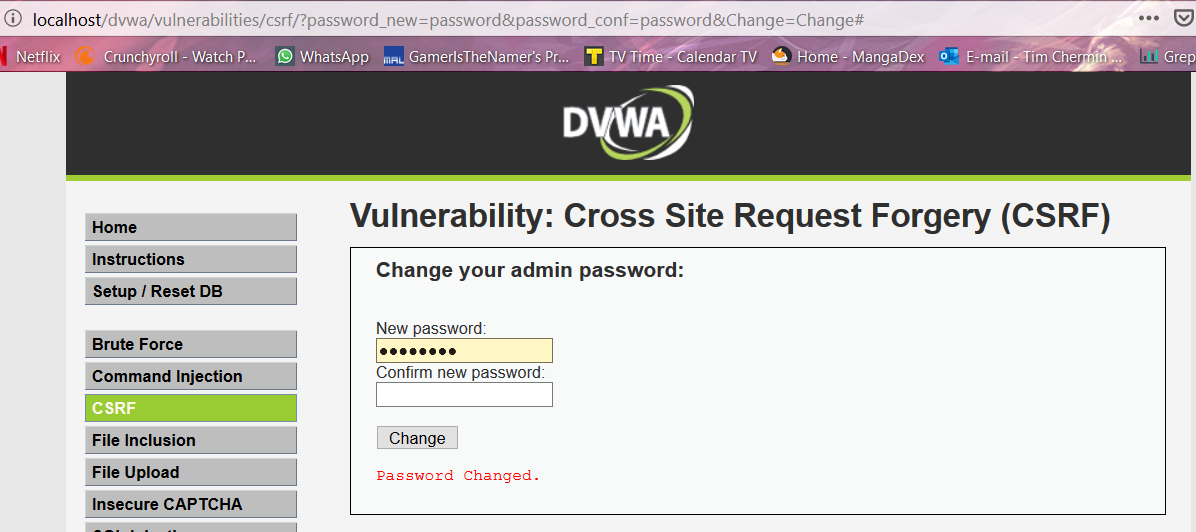 localhost/dvwa/vulnerabilities/csrf/?password_new=password&password_conf=password&Change=Change#
Netflix Crunchyroll - Watch P... WhatsApp MAL GamerIsTheNamer's Pr... T TV Time - Calendar TV Home - MangaDex E-mail - Tim Chermin ... Grep
DVWA
Vulnerability: Cross Site Request Forgery (CSRF)
Home
Instructions
Setup / Reset DB
Brute Force
Command Injection
CSRF
File Inclusion
File Upload
Insecure CAPTCHA
Change your admin password:
New password:
••••••••
Confirm new password:
Change
Password Changed.